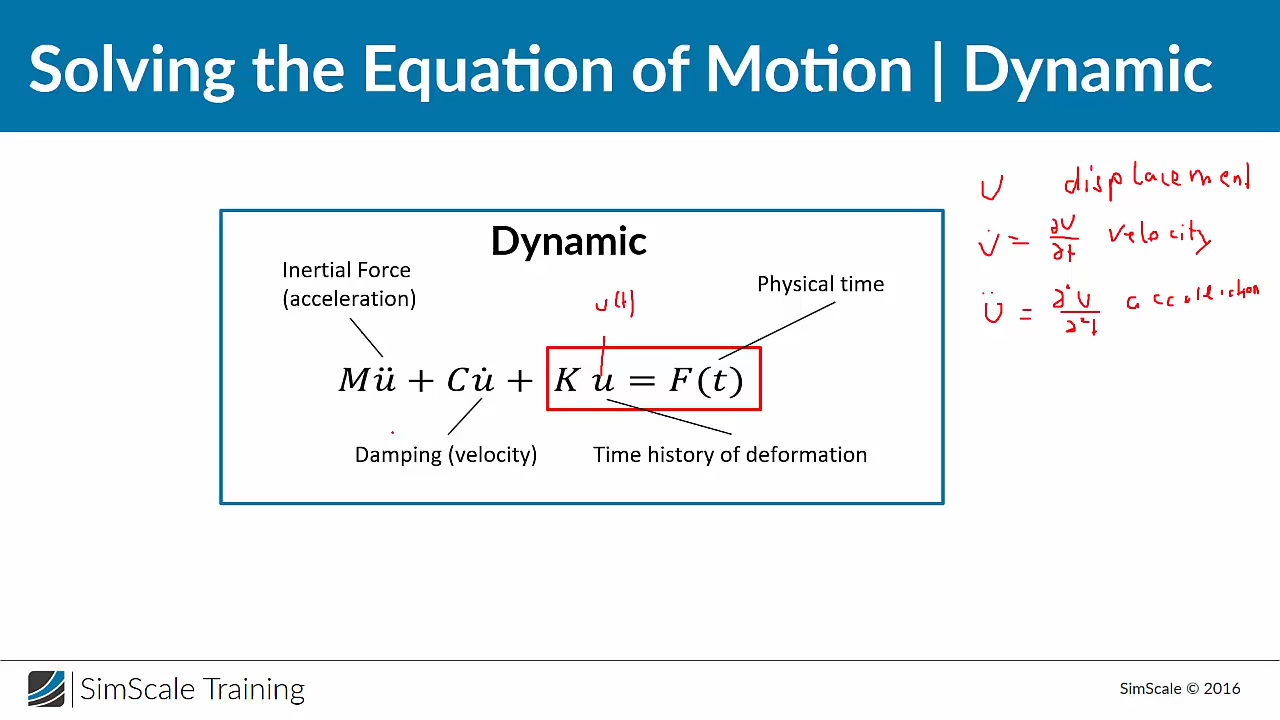 Solving the Equation of Motion | Dynamic
Dynamic
Inertial Force
(acceleration)
Physical time
u(t)
Mü + Cu̇ + K u = F(t)
Damping (velocity)
Time history of deformation
U displacement
U̇ = ∂U/∂t velocity
Ü = ∂²U/∂²t
SimScale Training
SimScale © 2016